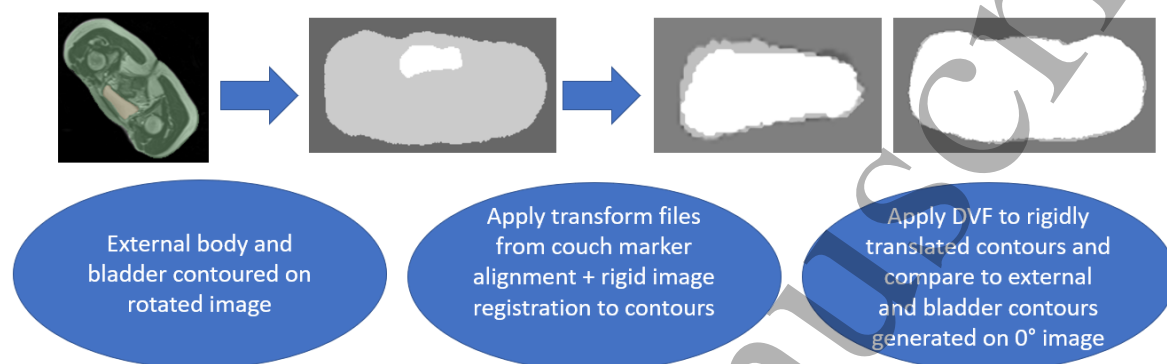 External body and
bladder contoured on
rotated image
Apply transform files
from couch marker
alignment + rigid image
registration to contours
Apply DVF to rigidly
translated contours and
compare to external
and bladder contours
generated on 0° image